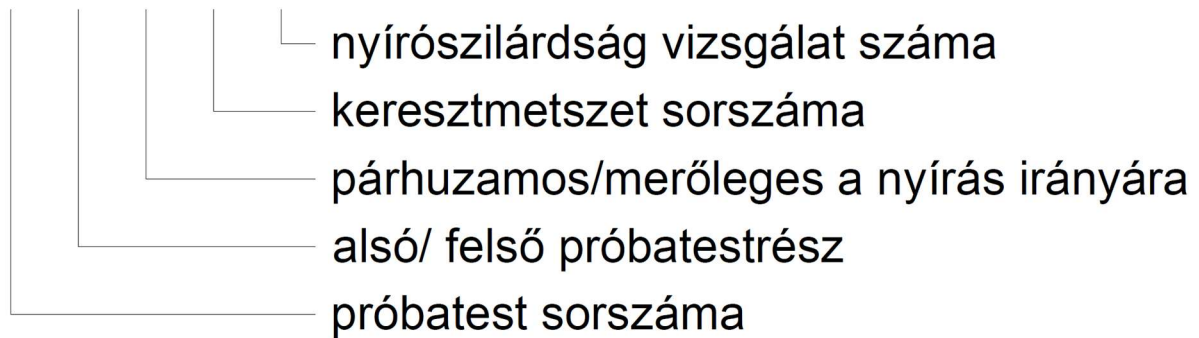 nyírószilárdság vizsgálat száma
keresztmetszet sorszáma
párhuzamos/merőleges a nyírás irányára
alsó/ felső próbatestrész
próbatest sorszáma